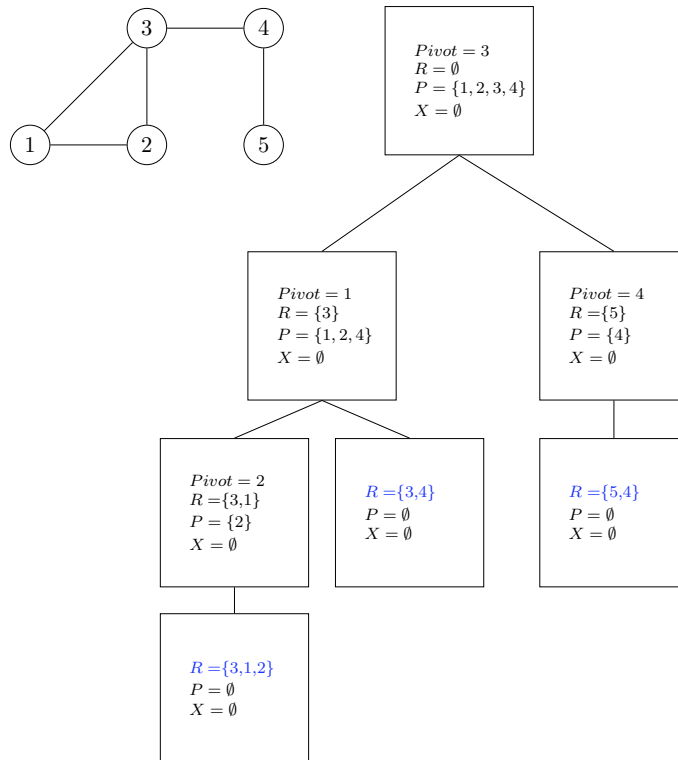 3
4
1
2
5
Pivot = 3
R = ∅
P = {1, 2, 3, 4}
X = ∅
Pivot = 1
R = {3}
P = {1, 2, 4}
X = ∅
Pivot = 4
R ={5}
P = {4}
X = ∅
Pivot = 2
R ={3,1}
P = {2}
X = ∅
R ={3,4}
P = ∅
X = ∅
R ={5,4}
P = ∅
X = ∅
R ={3,1,2}
P = ∅
X = ∅